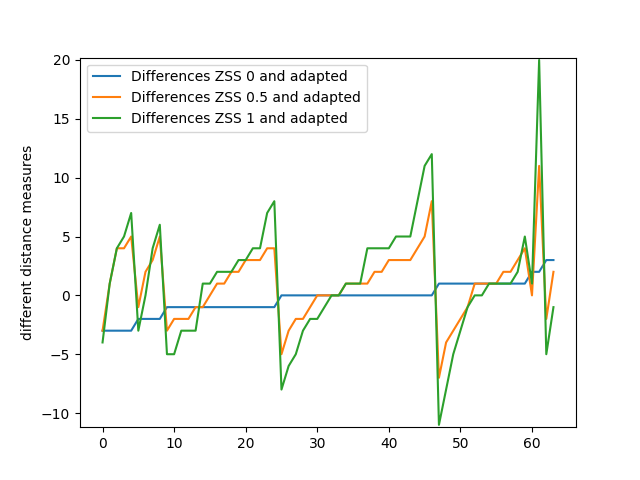 Differences ZSS 0 and adapted
Differences ZSS 0.5 and adapted
Differences ZSS 1 and adapted
different distance measures
20
15
10
5
0
−5
−10
0 10 20 30 40 50 60